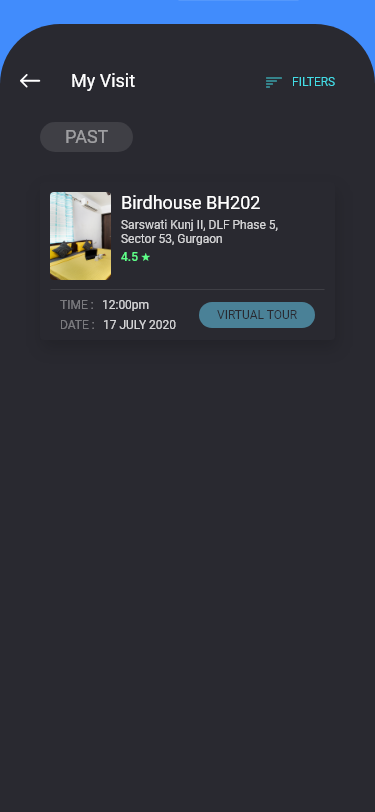 My Visit
FILTERS
PAST
Birdhouse BH202
Sarswati Kunj II, DLF Phase 5,
Sector 53, Gurgaon
4.5 ★
TIME : 12:00pm
DATE : 17 JULY 2020
VIRTUAL TOUR